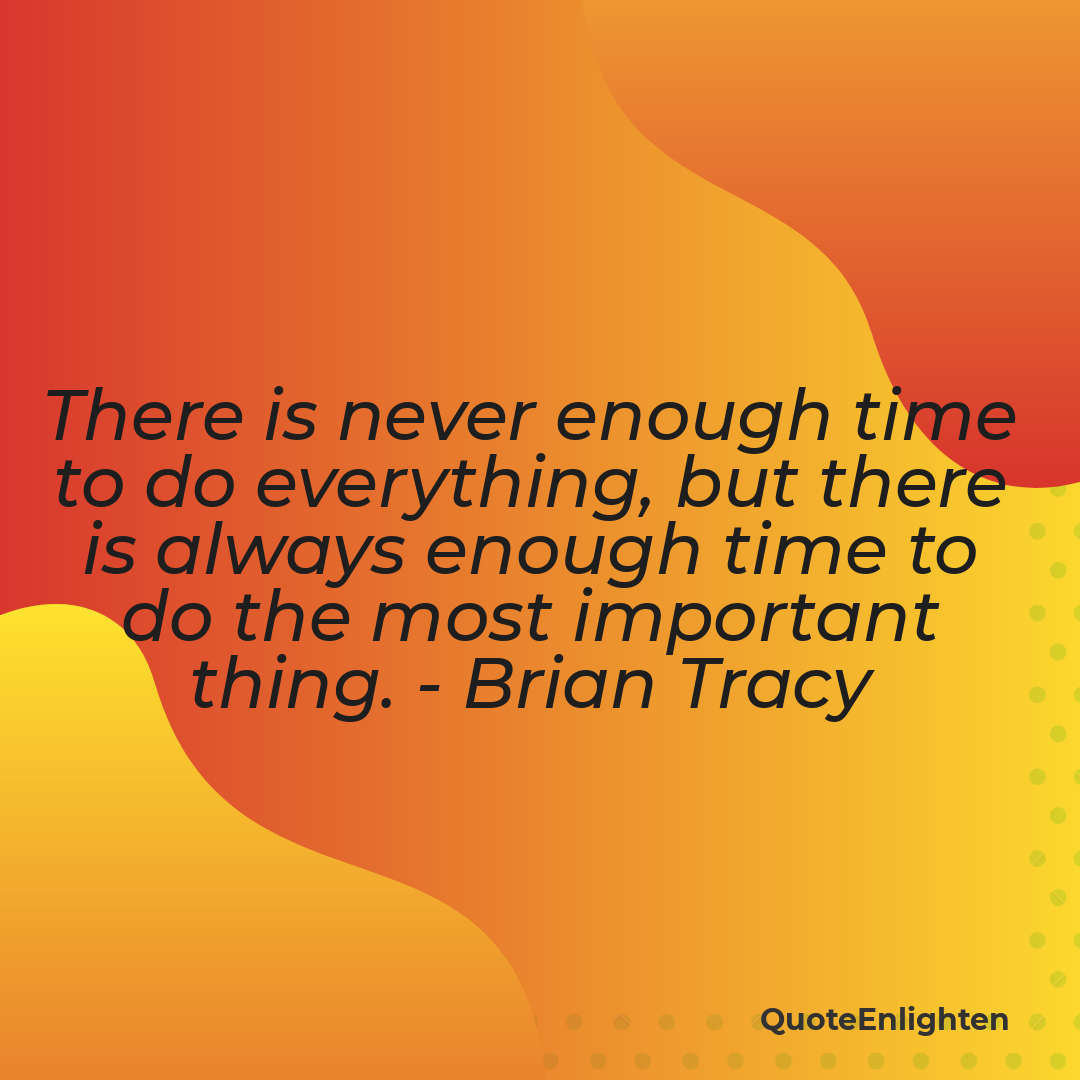 There is never enough time
to do everything, but there
is always enough time to
do the most important
thing. - Brian Tracy
QuoteEnlighten